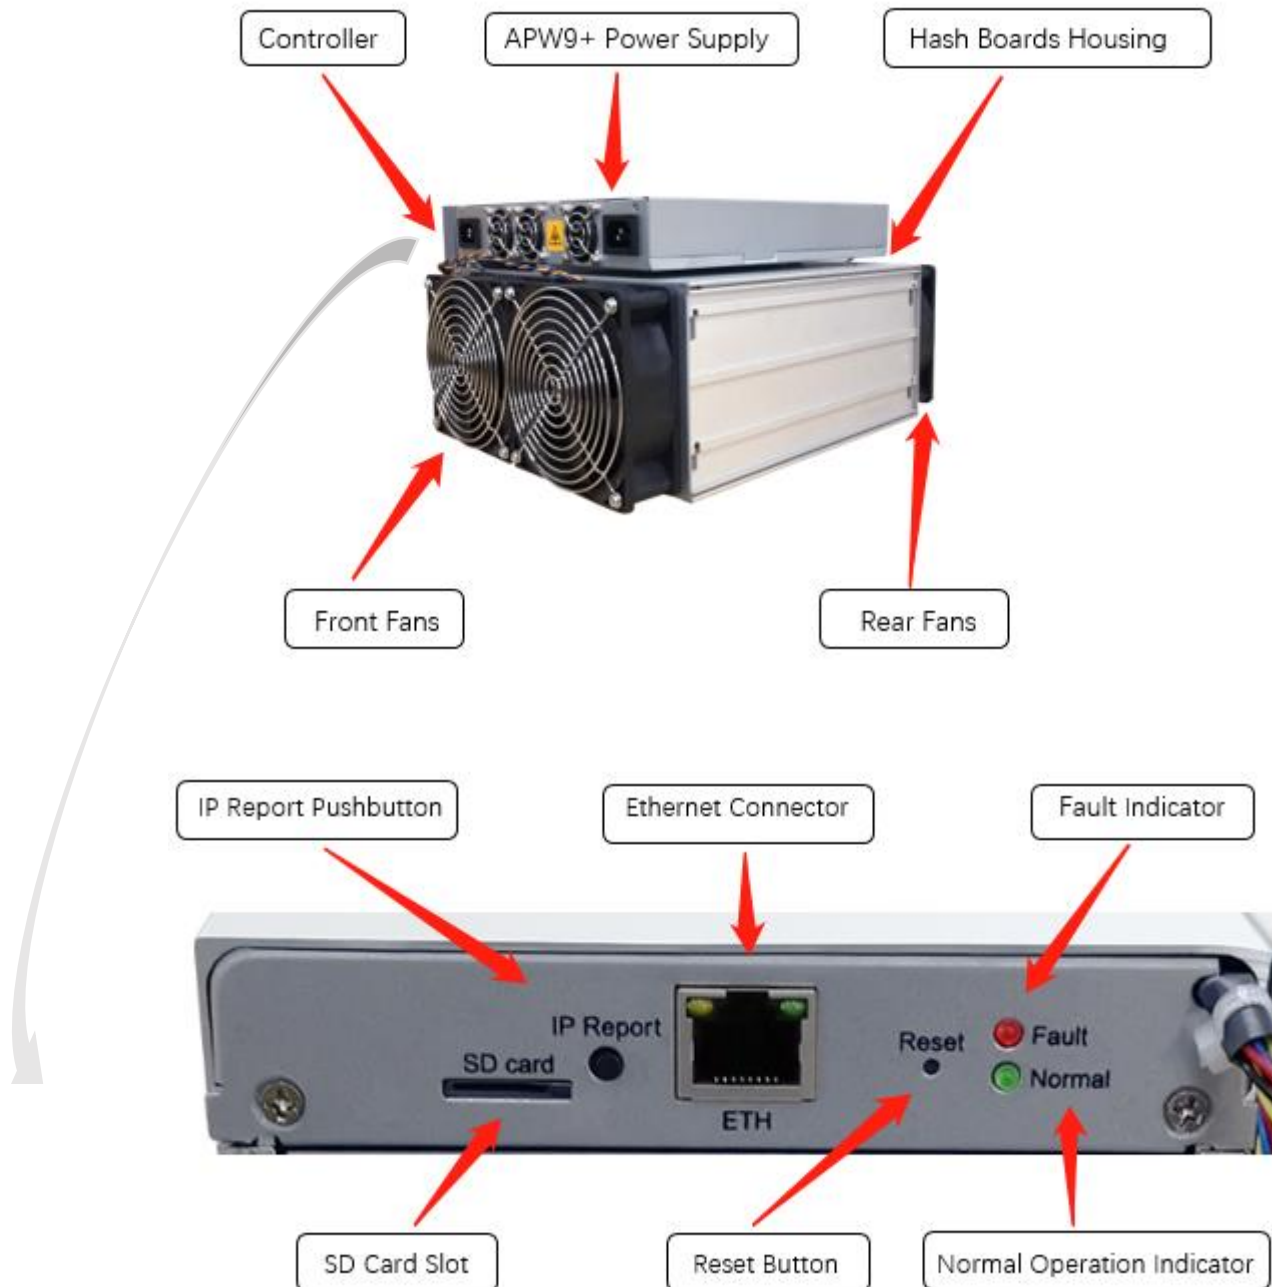 Controller
APW9+ Power Supply
Hash Boards Housing
Front Fans
Rear Fans
IP Report Pushbutton
Ethernet Connector
Fault Indicator
IP Report
SD card
Reset
Fault
Normal
ETH
SD Card Slot
Reset Button
Normal Operation Indicator